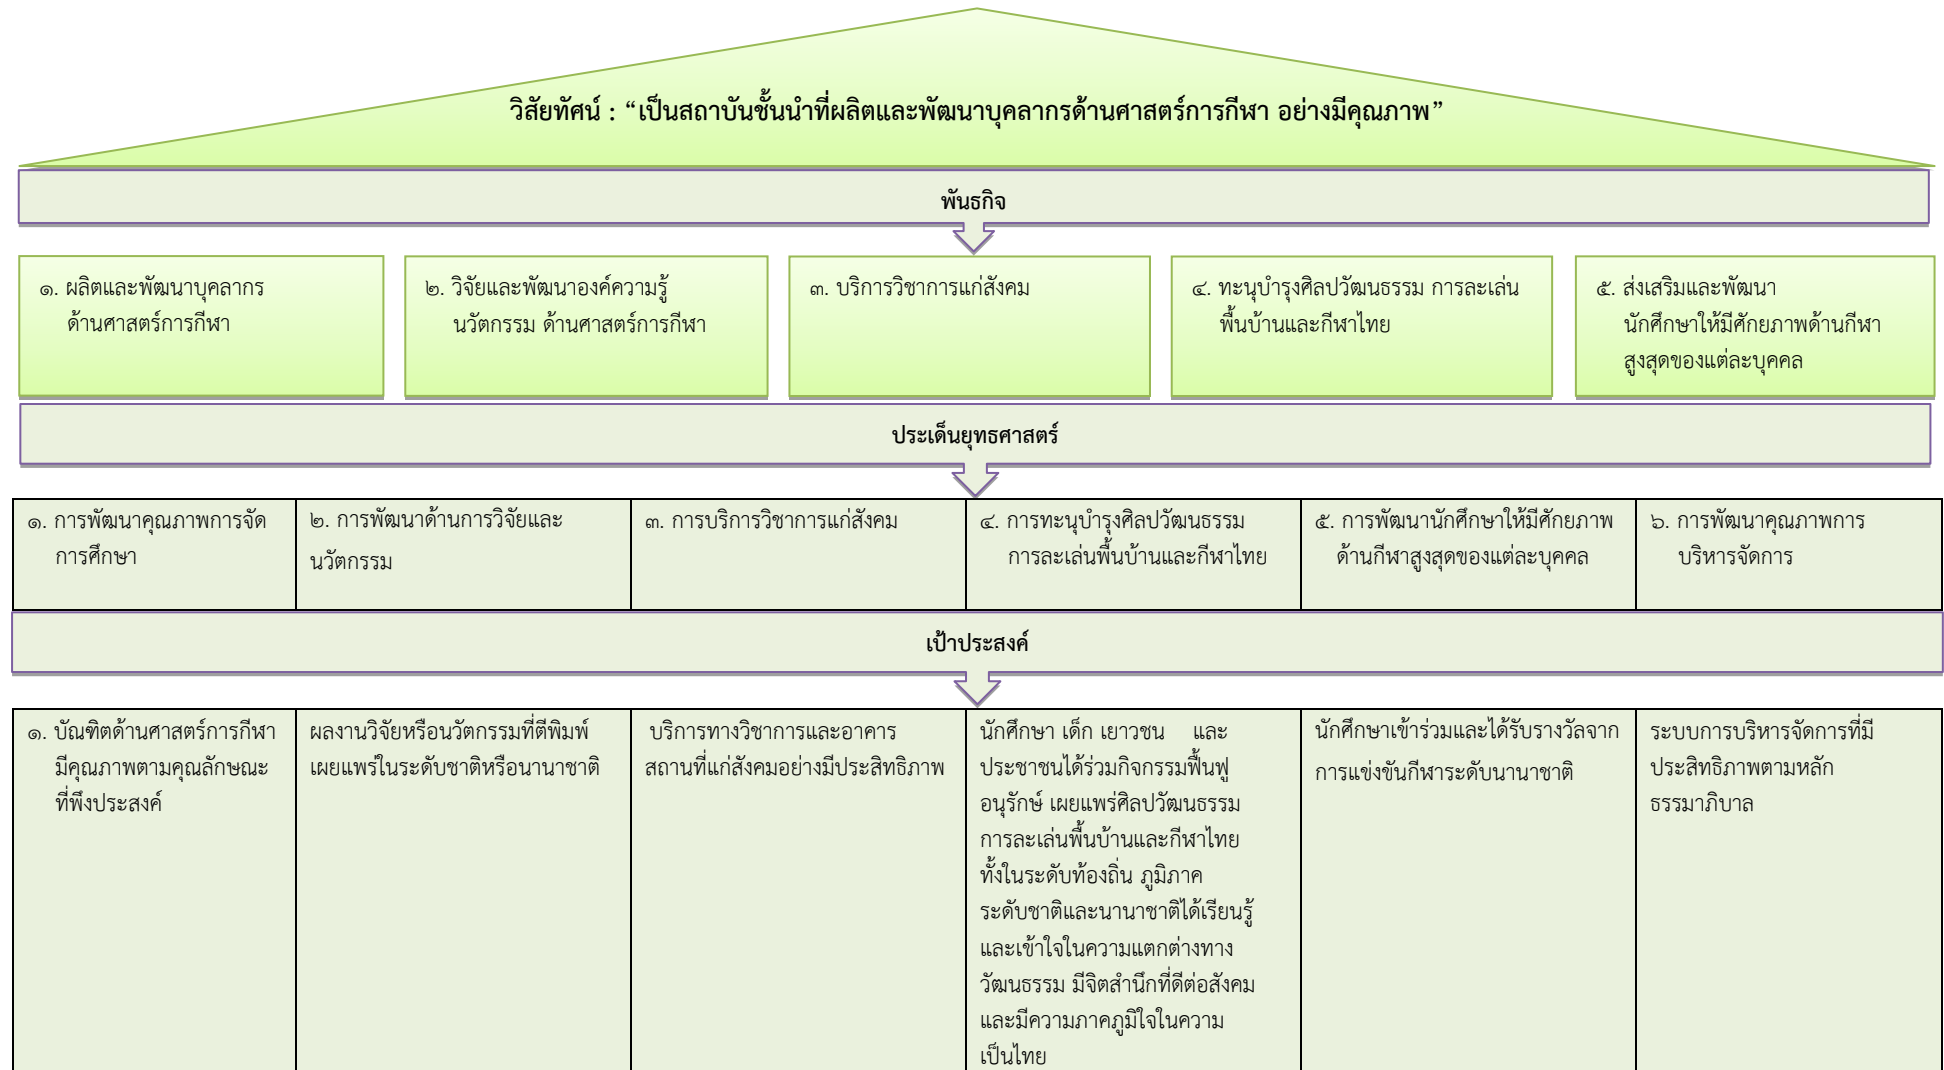 วิสัยทัศน์ : “เป็นสถาบันชั้นนำที่ผลิตและพัฒนาบุคลากรด้านศาสตร์การกีฬา อย่างมีคุณภาพ”
พันธกิจ
๑. ผลิตและพัฒนาบุคลากร
ด้านศาสตร์การกีฬา
๒. วิจัยและพัฒนาองค์ความรู้
นวัตกรรม ด้านศาสตร์การกีฬา
๓. บริการวิชาการแก่สังคม
๔. ทะนุบำรุงศิลปวัฒนธรรม การละเล่น
พื้นบ้านและกีฬาไทย
๕. ส่งเสริมและพัฒนา
นักศึกษาให้มีศักยภาพด้านกีฬา
สูงสุดของแต่ละบุคคล
ประเด็นยุทธศาสตร์
๑. การพัฒนาคุณภาพการจัด
การศึกษา
๒. การพัฒนาด้านการวิจัยและ
นวัตกรรม
๓. การบริการวิชาการแก่สังคม
๔. การทะนุบำรุงศิลปวัฒนธรรม
การละเล่นพื้นบ้านและกีฬาไทย
๕. การพัฒนานักศึกษาให้มีศักยภาพ
ด้านกีฬาสูงสุดของแต่ละบุคคล
๖. การพัฒนาคุณภาพการ
บริหารจัดการ
เป้าประสงค์
๑. บัณฑิตด้านศาสตร์การกีฬา
มีคุณภาพตามคุณลักษณะ
ที่พึงประสงค์
ผลงานวิจัยหรือนวัตกรรมที่ตีพิมพ์
เผยแพร่ในระดับชาติหรือนานาชาติ
บริการทางวิชาการและอาคาร
สถานที่แก่สังคมอย่างมีประสิทธิภาพ
นักศึกษา เด็ก เยาวชน และ
ประชาชนได้ร่วมกิจกรรมฟื้นฟู
อนุรักษ์ เผยแพร่ศิลปวัฒนธรรม
การละเล่นพื้นบ้านและกีฬาไทย
ทั้งในระดับท้องถิ่น ภูมิภาค
ระดับชาติและนานาชาติได้เรียนรู้
และเข้าใจในความแตกต่างทาง
วัฒนธรรม มีจิตสำนึกที่ดีต่อสังคม
และมีความภาคภูมิใจในความ
เป็นไทย
นักศึกษาเข้าร่วมและได้รับรางวัลจาก
การแข่งขันกีฬาระดับนานาชาติ
ระบบการบริหารจัดการที่มี
ประสิทธิภาพตามหลัก
ธรรมาภิบาล